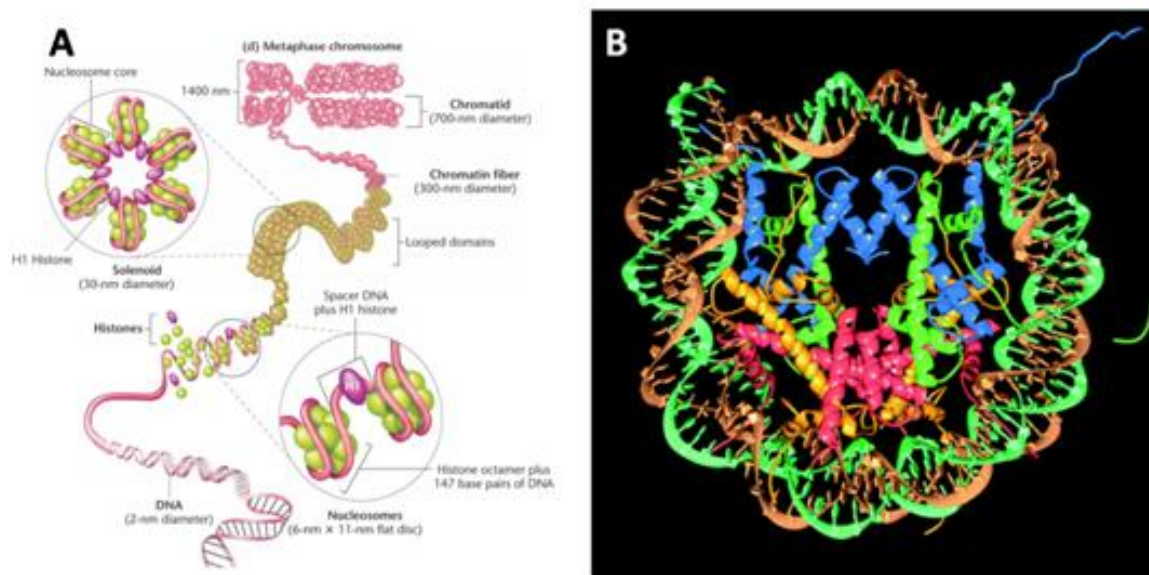 A
B
(d) Metaphase chromosome
Nucleosome core
1400 nm
Chromatid
(700-nm diameter)
Chromatin fiber
(300-nm diameter)
Looped domains
H1 Histone
Solenoid
(30-nm diameter)
Spacer DNA
plus H1 histone
Histones
H1
Histone octamer plus
147 base pairs of DNA
DNA
(2-nm diameter)
Nucleosomes
(6-nm × 11-nm flat disc)